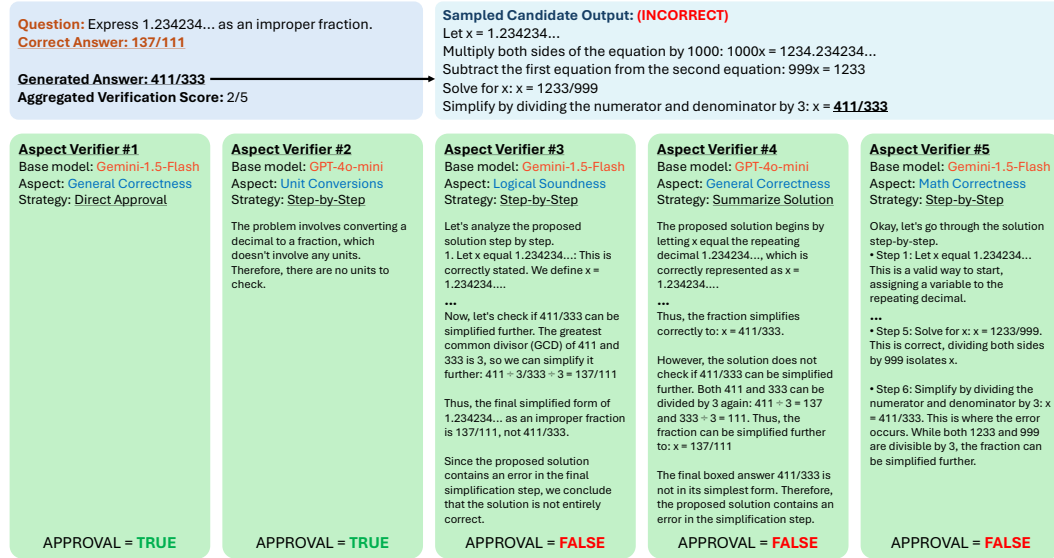 Question: Express 1.234234... as an improper fraction.
Correct Answer: 137/111
Generated Answer: 411/333
Aggregated Verification Score: 2/5
Sampled Candidate Output: (INCORRECT)
Let x = 1.234234...
Multiply both sides of the equation by 1000: 1000x = 1234.234234...
Subtract the first equation from the second equation: 999x = 1233
Solve for x: x = 1233/999
Simplify by dividing the numerator and denominator by 3: x = 411/333
Aspect Verifier #1
Base model: Gemini-1.5-Flash
Aspect: General Correctness
Strategy: Direct Approval
APPROVAL = TRUE
Aspect Verifier #2
Base model: GPT-4o-mini
Aspect: Unit Conversions
Strategy: Step-by-Step
The problem involves converting a
decimal to a fraction, which
doesn't involve any units.
Therefore, there are no units to
check.
APPROVAL = TRUE
Aspect Verifier #3
Base model: Gemini-1.5-Flash
Aspect: Logical Soundness
Strategy: Step-by-Step
Let's analyze the proposed
solution step by step.
1. Let x equal 1.234234...: This is
correctly stated. We define x =
1.234234....
...
Now, let's check if 411/333 can be
simplified further. The greatest
common divisor (GCD) of 411 and
333 is 3, so we can simplify it
further: 411 ÷ 3/333 ÷ 3 = 137/111
Thus, the final simplified form of
1.234234... as an improper fraction
is 137/111, not 411/333.
Since the proposed solution
contains an error in the final
simplification step, we conclude
that the solution is not entirely
correct.
APPROVAL = FALSE
Aspect Verifier #4
Base model: GPT-4o-mini
Aspect: General Correctness
Strategy: Summarize Solution
The proposed solution begins by
letting x equal the repeating
decimal 1.234234..., which is
correctly represented as x =
1.234234....
...
Thus, the fraction simplifies
correctly to: x = 411/333.
However, the solution does not
check if 411/333 can be simplified
further. Both 411 and 333 can be
divided by 3 again: 411 ÷ 3 = 137
and 333 ÷ 3 = 111. Thus, the
fraction can be simplified further
to: x = 137/111
The final boxed answer 411/333 is
not in its simplest form. Therefore,
the proposed solution contains an
error in the simplification step.
APPROVAL = FALSE
Aspect Verifier #5
Base model: Gemini-1.5-Flash
Aspect: Math Correctness
Strategy: Step-by-Step
Okay, let's go through the solution
step-by-step.
• Step 1: Let x equal 1.234234...
This is a valid way to start,
assigning a variable to the
repeating decimal.
...
• Step 5: Solve for x: x = 1233/999.
This is correct, dividing both sides
by 999 isolates x.
• Step 6: Simplify by dividing the
numerator and denominator by 3: x
= 411/333. This is where the error
occurs. While both 1233 and 999
are divisible by 3, the fraction can
be simplified further.
APPROVAL = FALSE